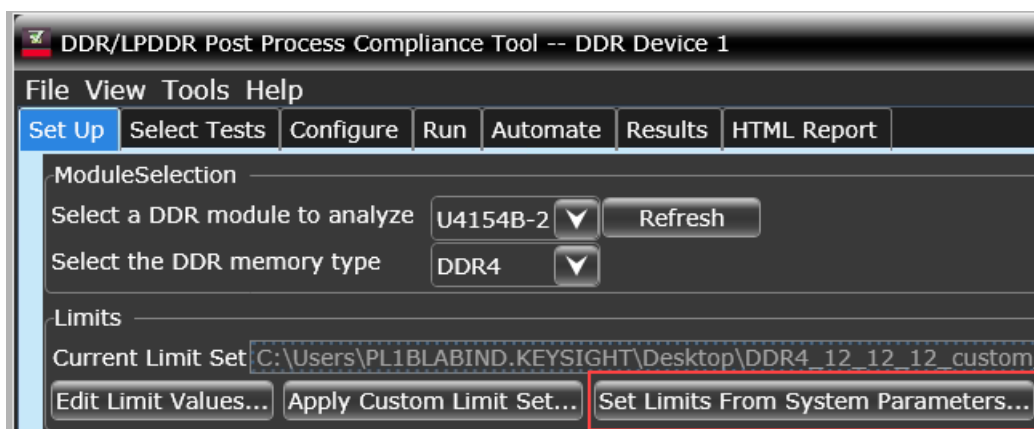 DDR/LPDDR Post Process Compliance Tool -- DDR Device 1
File View Tools Help
Set Up Select Tests Configure Run Automate Results HTML Report
ModuleSelection
Select a DDR module to analyze U4154B-2 Refresh
Select the DDR memory type DDR4
Limits
Current Limit Set C:\Users\PL1BLABIND.KEYSIGHT\Desktop\DDR4_12_12_12_custom
Edit Limit Values... Apply Custom Limit Set... Set Limits From System Parameters...